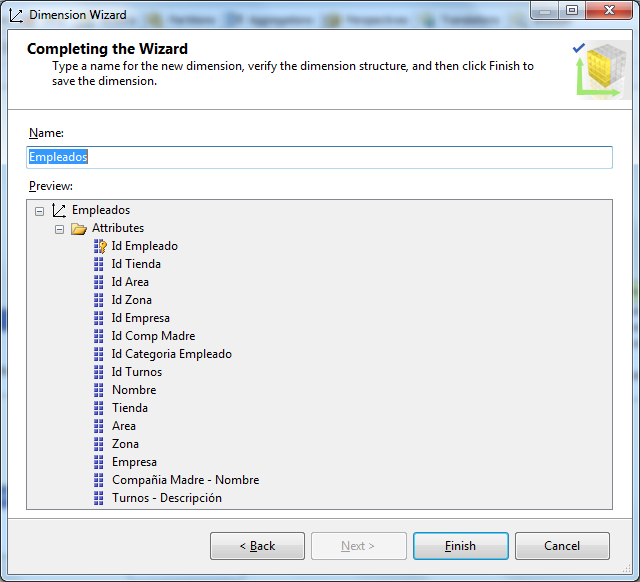 Dimension Wizard
Completing the Wizard
Type a name for the new dimension, verify the dimension structure, and then click Finish to
save the dimension.
Name:
Empleados
Preview:
Empleados
Attributes
Id Empleado
Id Tienda
Id Area
Id Zona
Id Empresa
Id Comp Madre
Id Categoria Empleado
Id Turnos
Nombre
Tienda
Area
Zona
Empresa
Compañia Madre - Nombre
Turnos - Descripción
< Back
Next >
Finish
Cancel